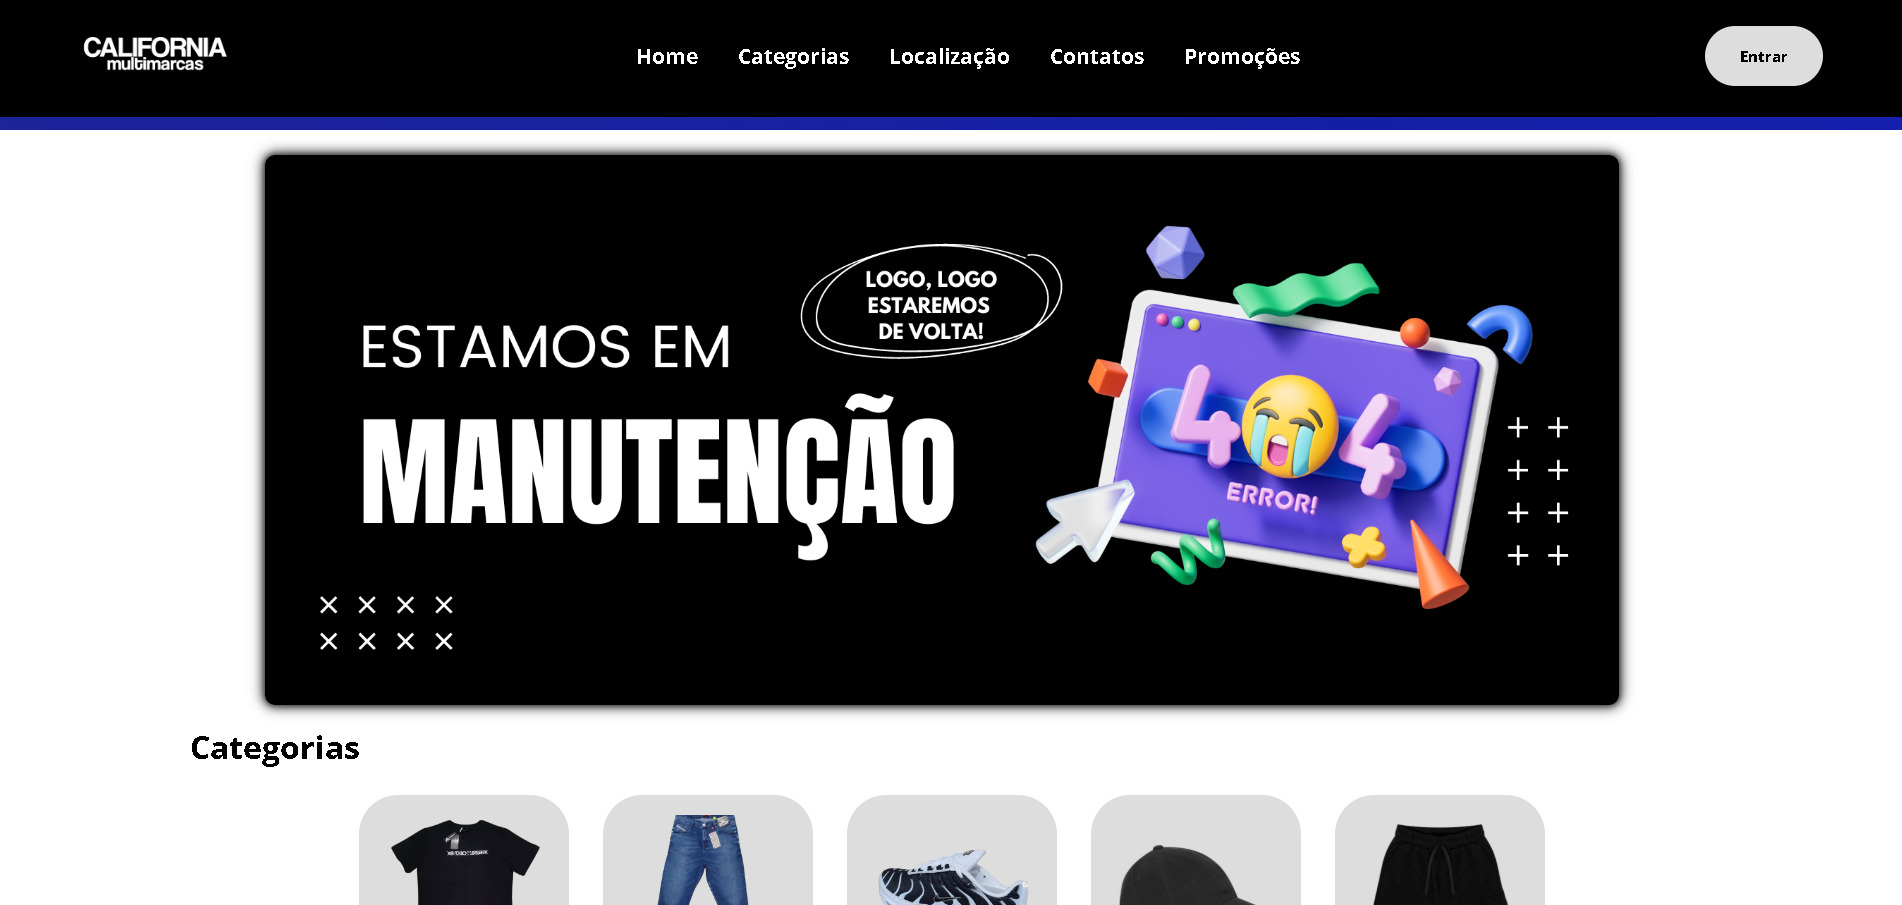 CALIFORNIA
multimarcas
Home
Categorias
Localização
Contatos
Promoções
Entrar
LOGO, LOGO
ESTAREMOS
DE VOLTA!
ESTAMOS EM
MANUTENÇÃO
404
ERROR!
Categorias